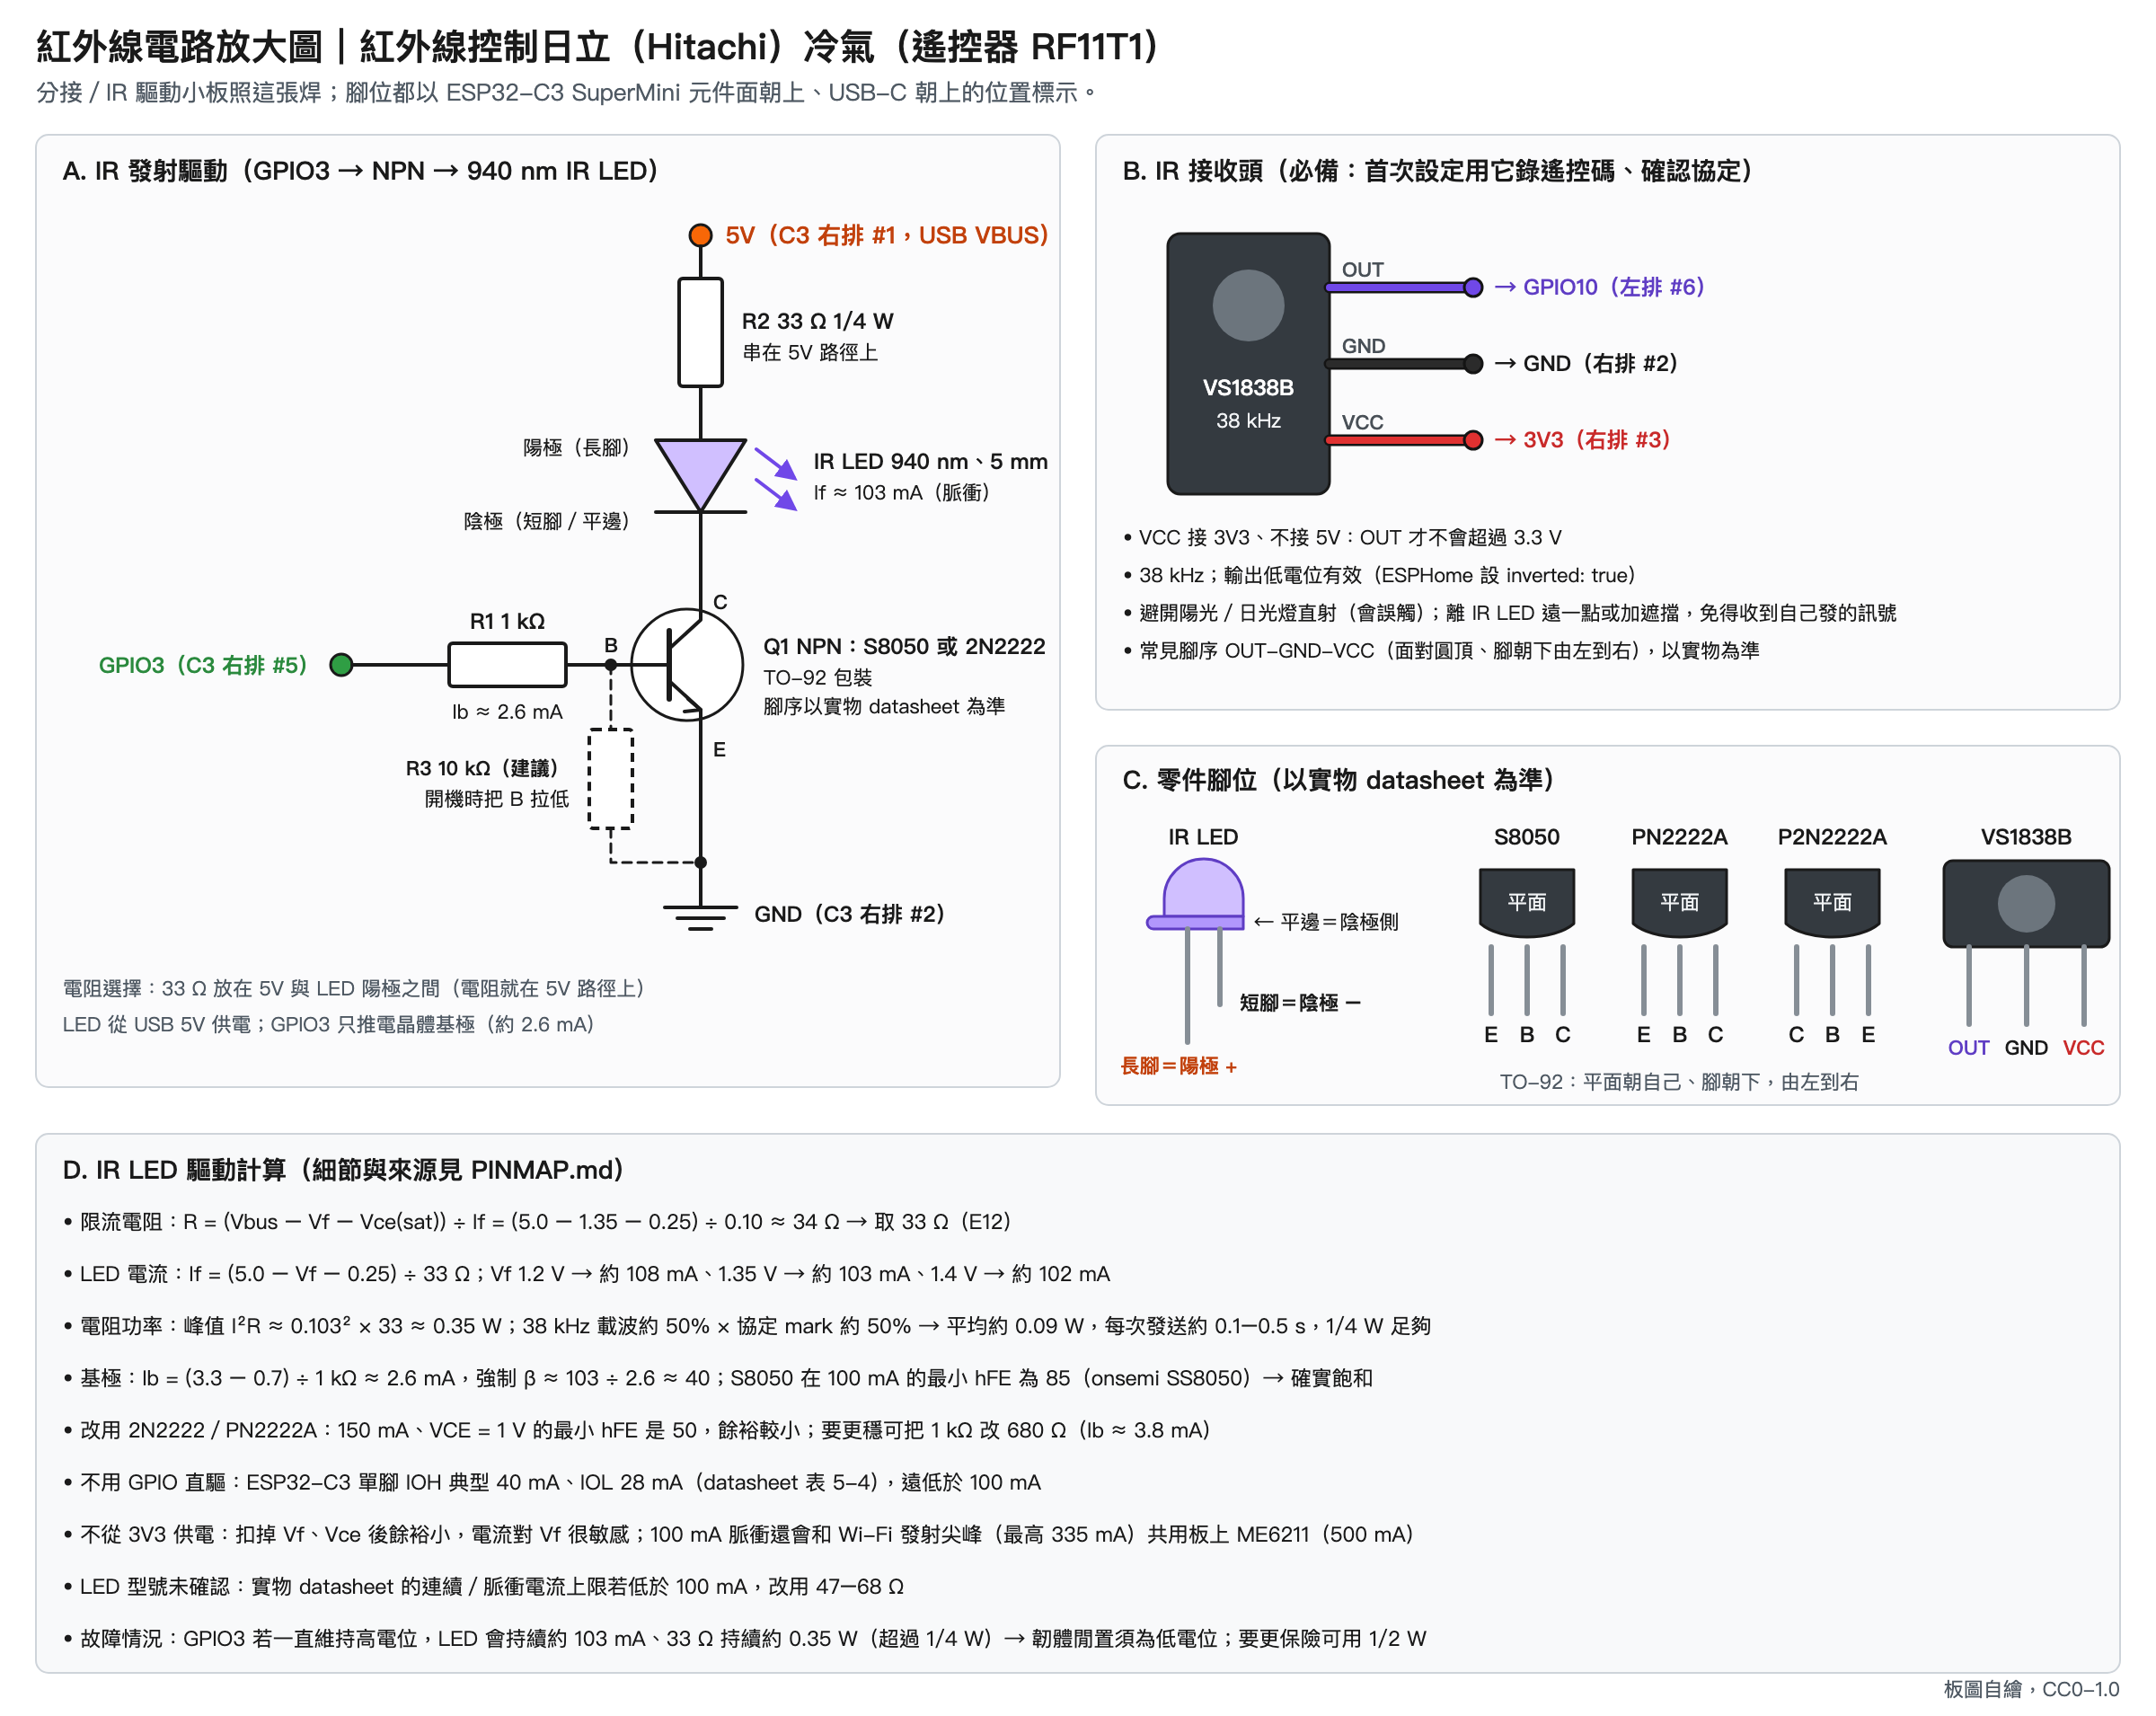 紅外線電路放大圖｜紅外線控制日立（Hitachi）冷氣（遙控器 RF11T1）
分接 / IR 驅動小板照這張焊；腳位都以 ESP32-C3 SuperMini 元件面朝上、USB-C 朝上的位置標示。
A. IR 發射驅動（GPIO3 → NPN → 940 nm IR LED）
5V（C3 右排 #1，USB VBUS）
R2 33 Ω 1/4 W
串在 5V 路徑上
陽極（長腳）
IR LED 940 nm、5 mm
If ≈ 103 mA（脈衝）
陰極（短腳 / 平邊）
C
R1 1 kΩ
B
Q1 NPN：S8050 或 2N2222
GPIO3（C3 右排 #5）
TO-92 包裝
腳序以實物 datasheet 為準
Ib ≈ 2.6 mA
E
R3 10 kΩ（建議）
開機時把 B 拉低
GND（C3 右排 #2）
電阻選擇：33 Ω 放在 5V 與 LED 陽極之間（電阻就在 5V 路徑上）
LED 從 USB 5V 供電；GPIO3 只推電晶體基極（約 2.6 mA）
B. IR 接收頭（必備：首次設定用它錄遙控碼、確認協定）
OUT
→ GPIO10（左排 #6）
GND
→ GND（右排 #2）
VS1838B
38 kHz
VCC
→ 3V3（右排 #3）
• VCC 接 3V3、不接 5V：OUT 才不會超過 3.3 V
• 38 kHz；輸出低電位有效（ESPHome 設 inverted: true）
• 避開陽光 / 日光燈直射（會誤觸）；離 IR LED 遠一點或加遮擋，免得收到自己發的訊號
• 常見腳序 OUT-GND-VCC（面對圓頂、腳朝下由左到右），以實物為準
C. 零件腳位（以實物 datasheet 為準）
IR LED
S8050
PN2222A
P2N2222A
VS1838B
平面
平面
平面
← 平邊＝陰極側
短腳＝陰極 −
長腳＝陽極 +
E B C
E B C
C B E
OUT GND VCC
TO-92：平面朝自己、腳朝下，由左到右
D. IR LED 驅動計算（細節與來源見 PINMAP.md）
• 限流電阻：R = (Vbus − Vf − Vce(sat)) ÷ If = (5.0 − 1.35 − 0.25) ÷ 0.10 ≈ 34 Ω → 取 33 Ω（E12）
• LED 電流：If = (5.0 − Vf − 0.25) ÷ 33 Ω；Vf 1.2 V → 約 108 mA、1.35 V → 約 103 mA、1.4 V → 約 102 mA
• 電阻功率：峰值 I²R ≈ 0.103² × 33 ≈ 0.35 W；38 kHz 載波約 50% × 協定 mark 約 50% → 平均約 0.09 W，每次發送約 0.1–0.5 s，1/4 W 足夠
• 基極：Ib = (3.3 − 0.7) ÷ 1 kΩ ≈ 2.6 mA，強制 β ≈ 103 ÷ 2.6 ≈ 40；S8050 在 100 mA 的最小 hFE 為 85（onsemi SS8050）→ 確實飽和
• 改用 2N2222 / PN2222A：150 mA、VCE = 1 V 的最小 hFE 是 50，餘裕較小；要更穩可把 1 kΩ 改 680 Ω（Ib ≈ 3.8 mA）
• 不用 GPIO 直驅：ESP32-C3 單腳 IOH 典型 40 mA、IOL 28 mA（datasheet 表 5-4），遠低於 100 mA
• 不從 3V3 供電：扣掉 Vf、Vce 後餘裕小，電流對 Vf 很敏感；100 mA 脈衝還會和 Wi-Fi 發射尖峰（最高 335 mA）共用板上 ME6211（500 mA）
• LED 型號未確認：實物 datasheet 的連續 / 脈衝電流上限若低於 100 mA，改用 47–68 Ω
• 故障情況：GPIO3 若一直維持高電位，LED 會持續約 103 mA、33 Ω 持續約 0.35 W（超過 1/4 W）→ 韌體閒置須為低電位；要更保險可用 1/2 W
板圖自繪，CC0-1.0